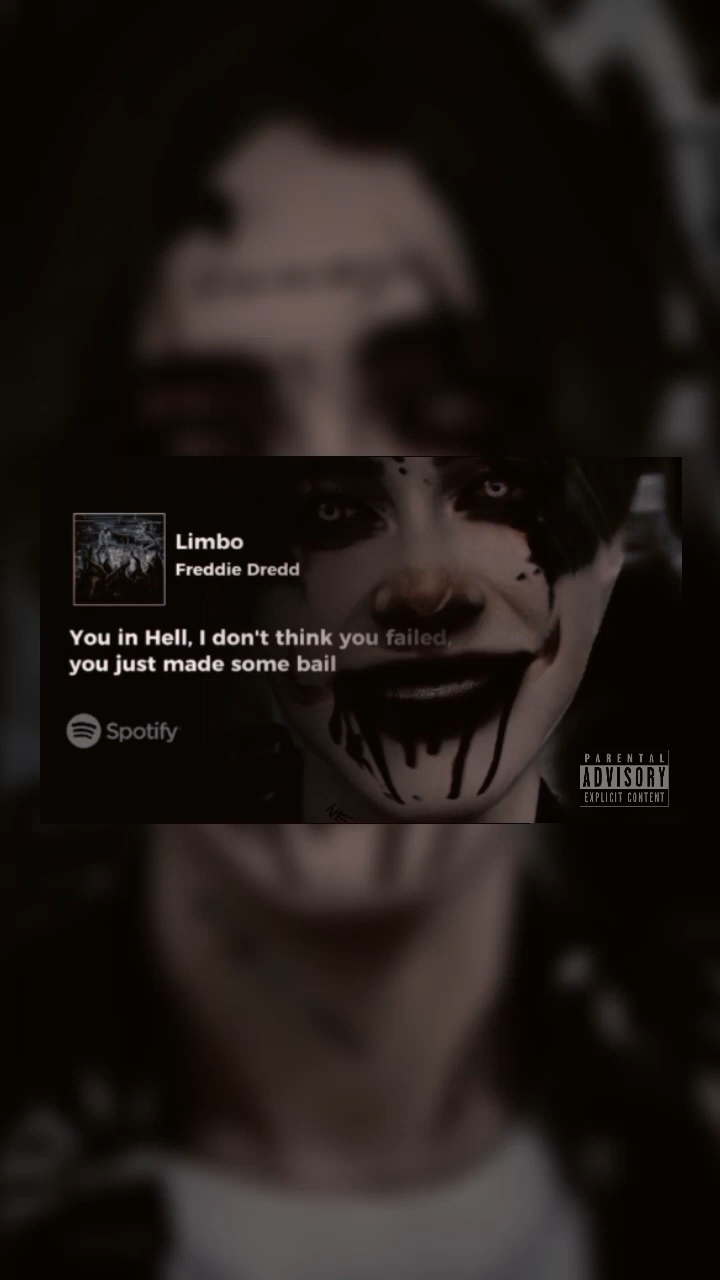 Limbo
Freddie Dredd
You in Hell, I don't think you failed,
you just made some bail
Spotify
PARENTAL
ADVISORY
EXPLICIT CONTENT